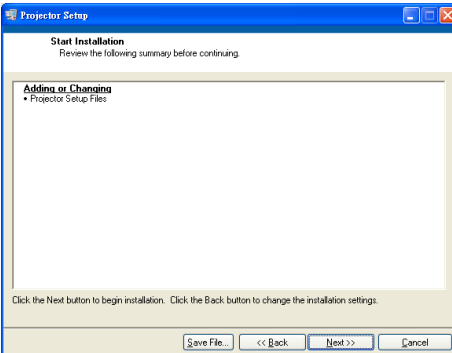 Projector Setup
Start Installation
Review the following summary before continuing.
Adding or Changing
• Projector Setup Files
Click the Next button to begin installation. Click the Back button to change the installation settings.
Save File... << Back Next >> Cancel